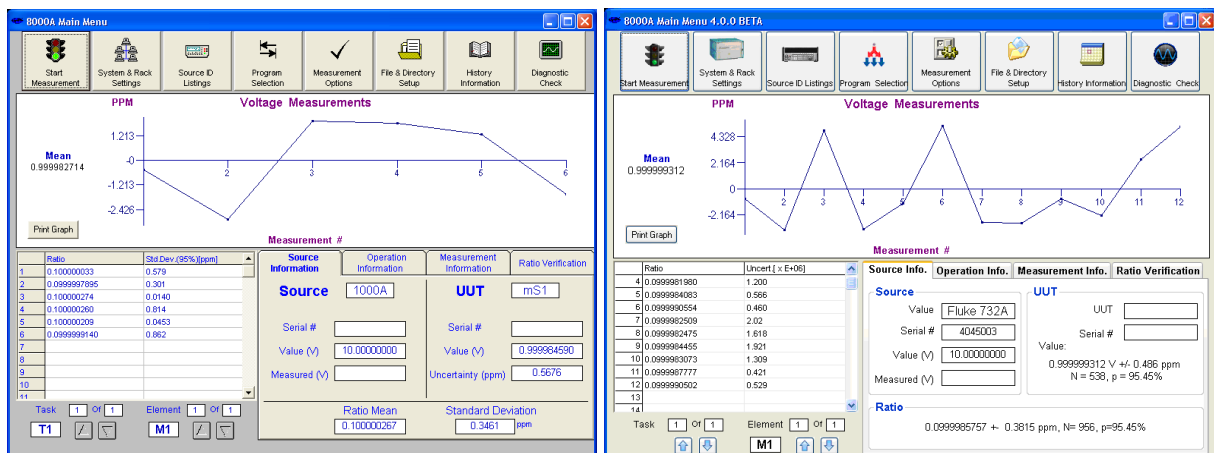 8000A Main Menu
Start Measurement
System & Rack Settings
Source ID Listings
Program Selection
Measurement Options
File & Directory Setup
History Information
Diagnostic Check
PPM
Voltage Measurements
1.213
-0
-1.213
-2.426
2 3 4 5 6
Mean
0.999982714
Print Graph
Measurement #
Ratio Std.Dev.(95%)[ppm]
1 0.100000033 0.579
2 0.0999997895 0.301
3 0.100000274 0.0140
4 0.100000260 0.814
5 0.100000209 0.0453
6 0.0999999140 0.862
7
8
9
10
11
Task 1 Of 1 Element 1 Of 1
T1 M1
Source Information
Operation Information
Measurement Information
Ratio Verification
Source 1000A UUT mS1
Serial # Serial #
Value (V) 10.00000000 Value (V) 0.999984590
Measured (V) Uncertainty (ppm) 0.5676
Ratio Mean Standard Deviation
0.100000267 0.3461 ppm
8000A Main Menu 4.0.0 BETA
Start Measurement
System & Rack Settings
Source ID Listings
Program Selection
Measurement Options
File & Directory Setup
History Information
Diagnostic Check
PPM
Voltage Measurements
4.328
2.164
0
-2.164
2 3 4 5 6 7 8 9 10 11 12
Mean
0.999999312
Print Graph
Measurement #
Ratio Uncert.[ x E+06]
4 0.0999981980 1.200
5 0.0999984083 0.566
6 0.0999990554 0.460
7 0.0999982509 2.02
8 0.0999982475 1.618
9 0.0999984455 1.921
10 0.0999983073 1.309
11 0.0999987777 0.421
12 0.0999990502 0.529
13
14
Task 1 Of 1 Element 1 Of 1
M1
Source Info. Operation Info. Measurement Info. Ratio Verification
Source
Value Fluke 732A
Serial # 4045003
Value (V) 10.00000000
Measured (V)
UUT
UUT
Serial #
Value:
0.999999312 V +/- 0.486 ppm
N = 538, p = 95.45%
Ratio
0.0999985757 +- 0.3815 ppm, N= 956, p=95.45%